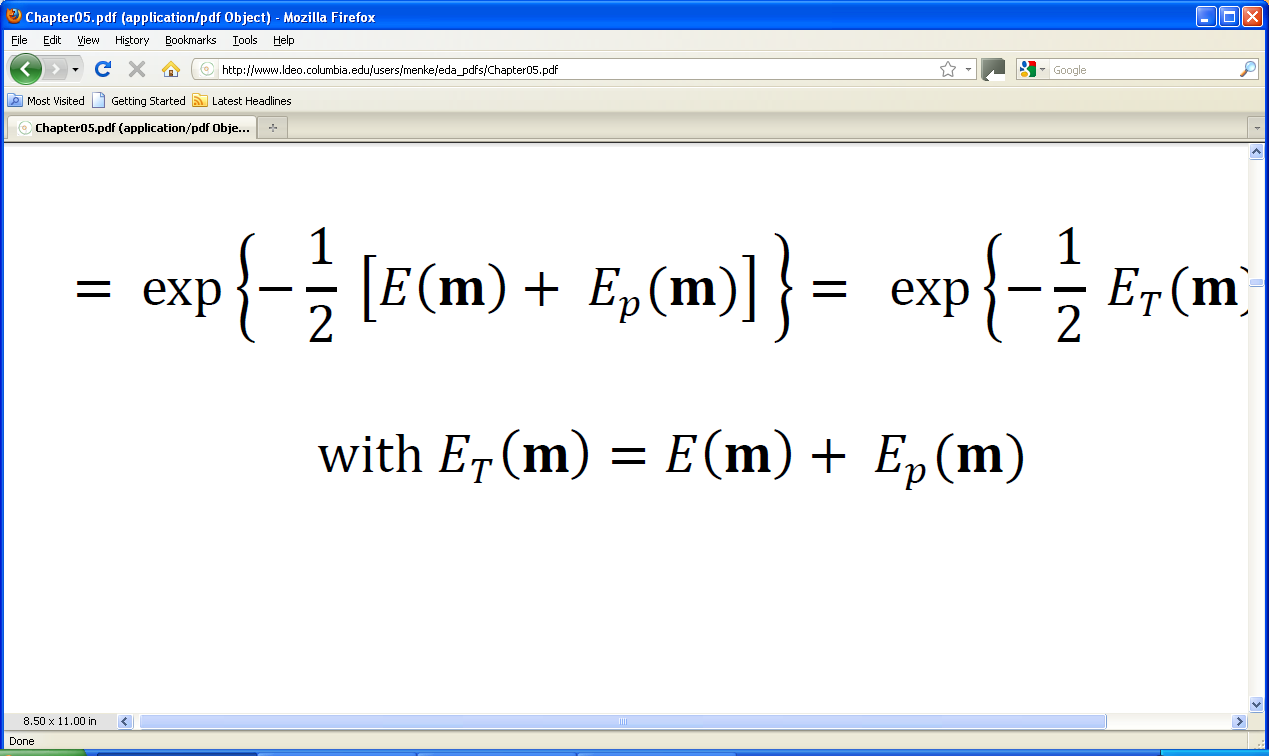 Chapter05.pdf (application/pdf Object) - Mozilla Firefox
File Edit View History Bookmarks Tools Help
http://www.ldeo.columbia.edu/users/menke/eda_pdfs/Chapter05.pdf Google
Most Visited Getting Started Latest Headlines
Chapter05.pdf (application/pdf Obje...
= exp {−1/2 [E(m) + E_p(m)]} = exp {−1/2 E_T(m)
with E_T(m) = E(m) + E_p(m)
8.50 x 11.00 in
Done